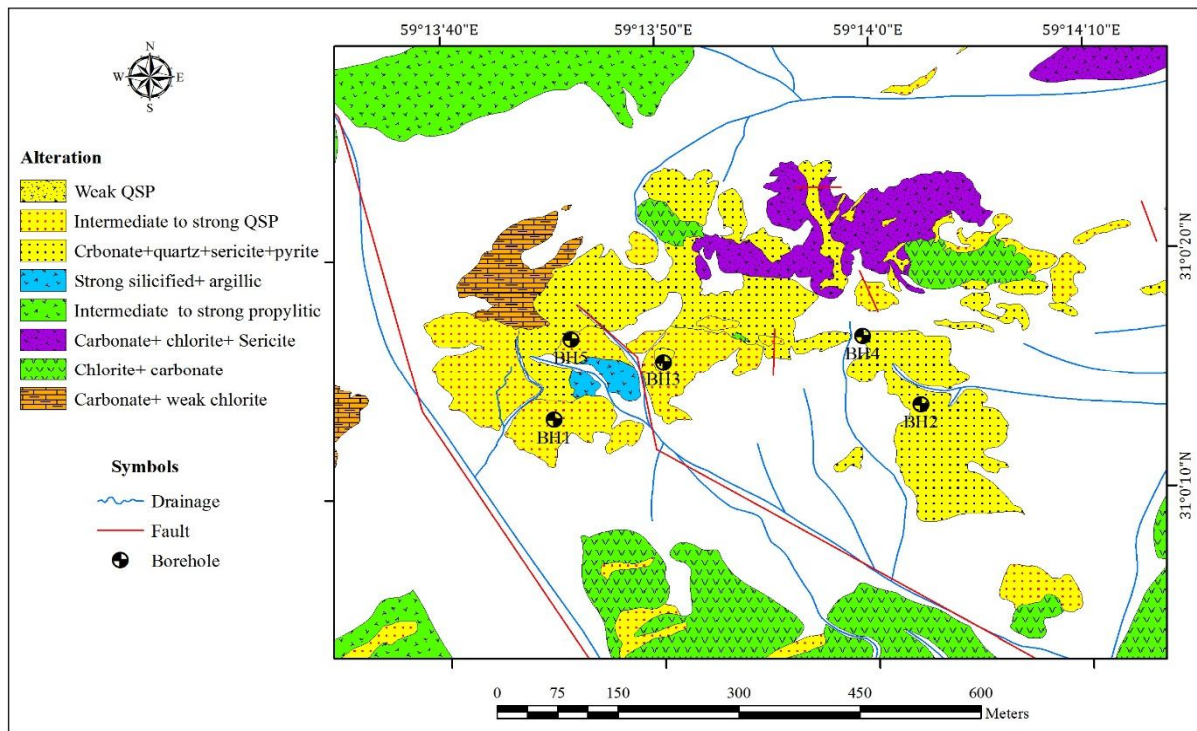 59°13'40"E 59°13'50"E 59°14'0"E 59°14'10"E
N
W E
S
Alteration
Weak QSP
Intermediate to strong QSP
Crbonate+quartz+sericite+pyrite
Strong silicified+ argillic
Intermediate to strong propylitic
Carbonate+ chlorite+ Sericite
Chlorite+ carbonate
Carbonate+ weak chlorite
Symbols
Drainage
Fault
Borehole
31°0'20"N
31°0'10"N
BH5
BH3
BH4
BH1
BH2
0 75 150 300 450 600
Meters